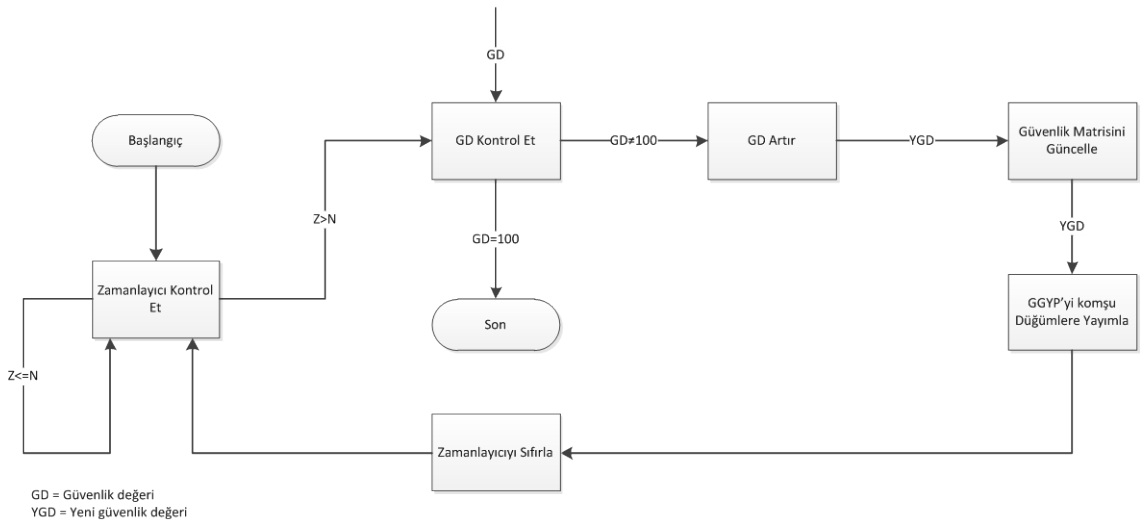 GD
Başlangıç
GD Kontrol Et
GD≠100
GD Artır
YGD
Güvenlik Matrisini
Güncelle
Z>N
GD=100
YGD
Zamanlayıcı Kontrol
Et
GGYP’yi komşu
Düğümlere Yayımla
Son
Z<=N
Zamanlayıcıyı Sıfırla
GD = Güvenlik değeri
YGD = Yeni güvenlik değeri